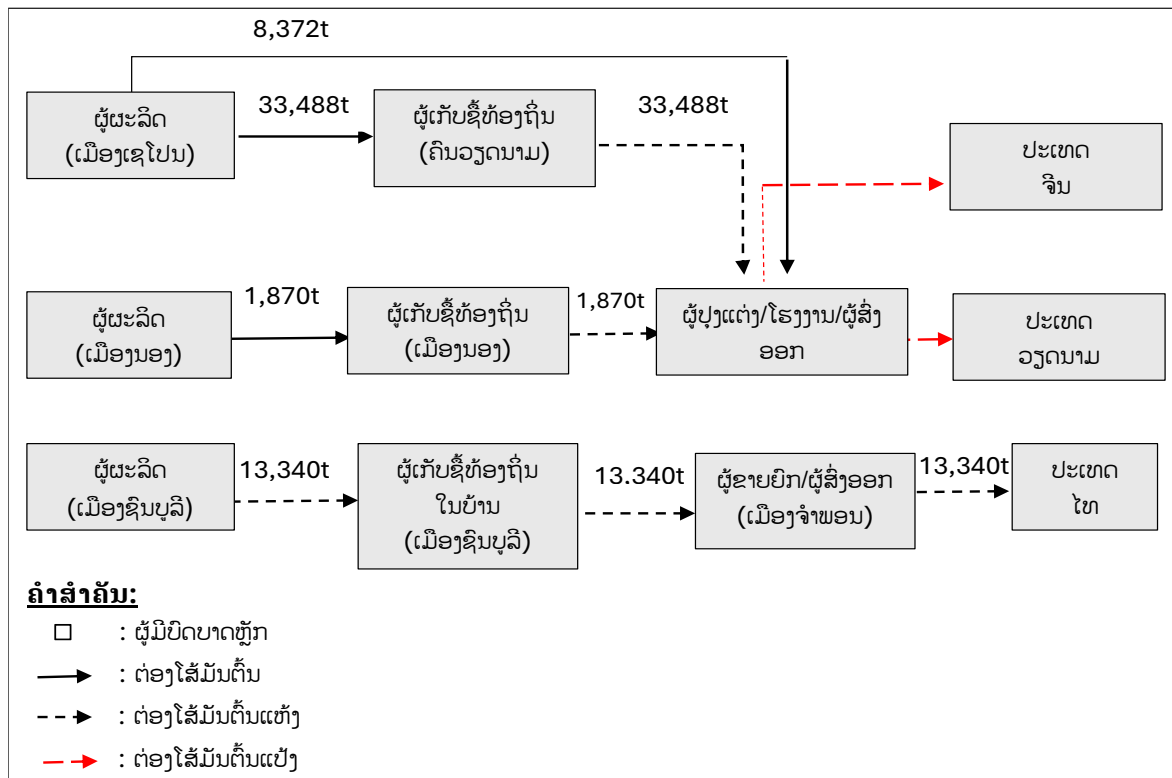 8,372t
ຜູ້ຜະລິດ
(ເມືອງເຊໂປນ)
33,488t
ຜູ້ເກັບຊື້ທ້ອງຖິ່ນ
(ຄົນວຽດນາມ)
33,488t
ປະເທດ
ຈີນ
ຜູ້ຜະລິດ
(ເມືອງນອງ)
1,870t
ຜູ້ເກັບຊື້ທ້ອງຖິ່ນ
(ເມືອງນອງ)
1,870t
ຜູ້ປຸງແຕ່ງ/ໂຮງງານ/ຜູ້ສົ່ງ
ອອກ
ປະເທດ
ວຽດນາມ
ຜູ້ຜະລິດ
(ເມືອງຊົນບູລີ)
13,340t
ຜູ້ເກັບຊື້ທ້ອງຖິ່ນ
ໃນບ້ານ
(ເມືອງຊົນບູລີ)
13.340t
ຜູ້ຂາຍຍົກ/ຜູ້ສົ່ງອອກ
(ເມືອງຈຳພອນ)
13,340t
ປະເທດ
ໄທ
ຄຳສຳຄັນ:
: ຜູ້ມີບົດບາດຫຼັກ
: ຕ່ອງໂສ້ມັນຕົ້ນ
: ຕ່ອງໂສ້ມັນຕົ້ນແຫ້ງ
: ຕ່ອງໂສ້ມັນຕົ້ນແປ້ງ